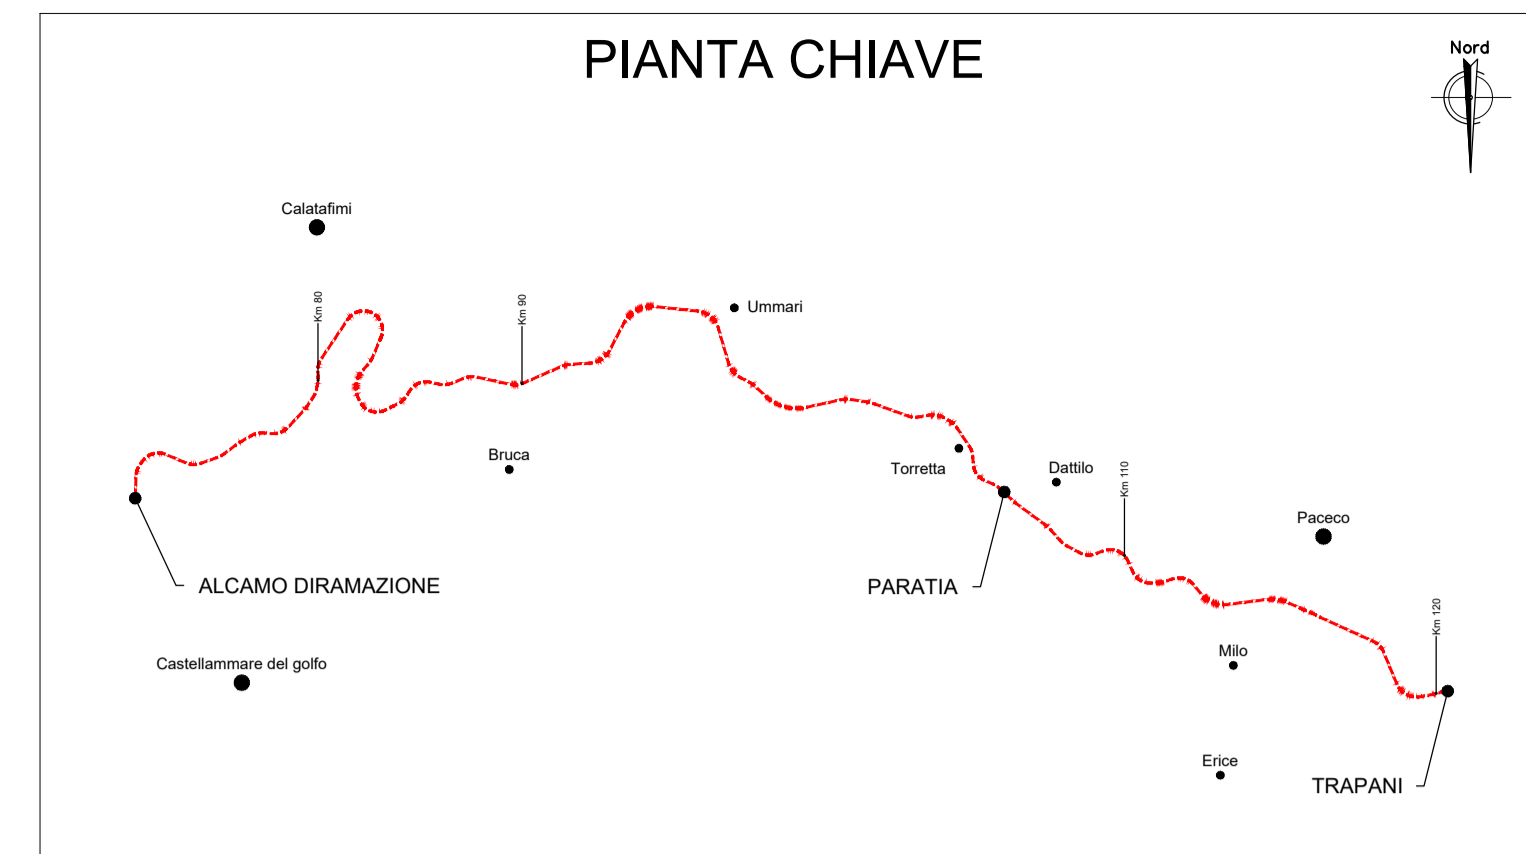 PIANTA CHIAVE
Nord
Calatafimi
Km 80
Km 90
Ummari
Bruca
Torretta
Dattilo
Km 110
Paceco
ALCAMO DIRAMAZIONE
PARATIA
Km 120
Castellammare del golfo
Milo
Erice
TRAPANI